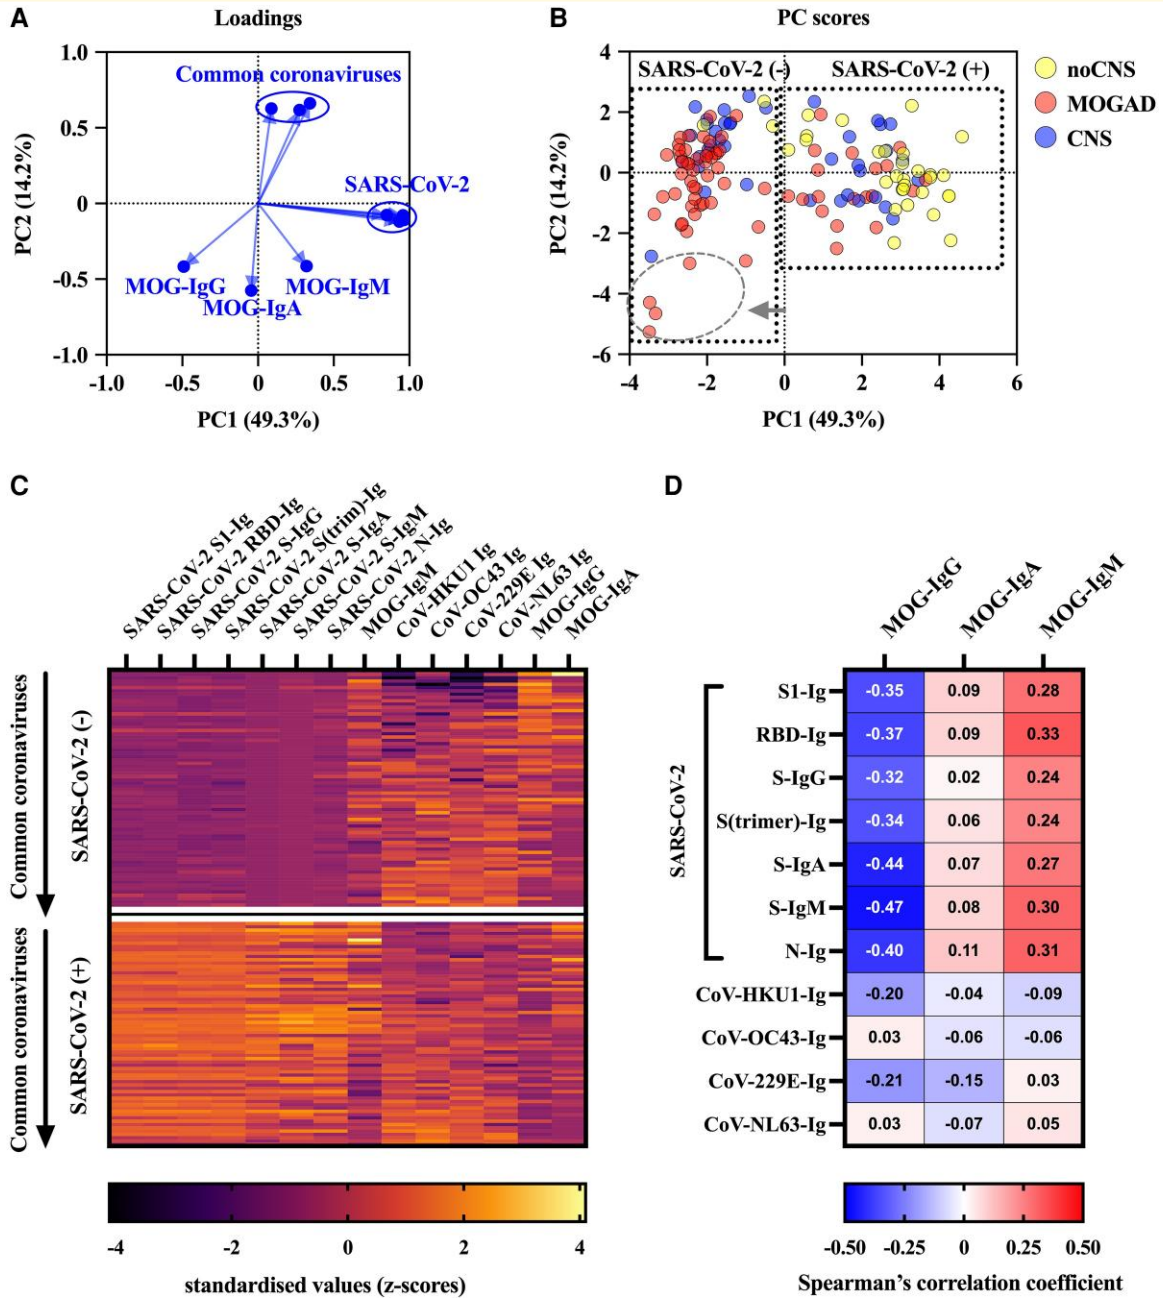 A
Loadings
1.0
0.5
0
-0.5
-1.0
PC2 (14.2%)
Common coronaviruses
SARS-CoV-2
MOG-IgG
MOG-IgA
MOG-IgM
-1.0 -0.5 0 0.5 1.0
PC1 (49.3%)
B
PC scores
4
2
0
-2
-4
-6
PC2 (14.2%)
SARS-CoV-2 (-)
SARS-CoV-2 (+)
-4 -2 0 2 4 6
PC1 (49.3%)
noCNS
MOGAD
CNS
C
SARS-CoV-2 S1-Ig
SARS-CoV-2 RBD-Ig
SARS-CoV-2 S-IgG
SARS-CoV-2 S(trim)-Ig
SARS-CoV-2 S-IgA
SARS-CoV-2 S-IgM
SARS-CoV-2 N-Ig
MOG-IgM
CoV-HKU1 Ig
CoV-OC43 Ig
CoV-229E Ig
CoV-NL63 Ig
MOG-IgG
MOG-IgA
Common coronaviruses
SARS-CoV-2 (-)
Common coronaviruses
SARS-CoV-2 (+)
-4 -2 0 2 4
standardised values (z-scores)
D
MOG-IgG
MOG-IgA
MOG-IgM
SARS-CoV-2
S1-Ig -0.35 0.09 0.28
RBD-Ig -0.37 0.09 0.33
S-IgG -0.32 0.02 0.24
S(trimer)-Ig -0.34 0.06 0.24
S-IgA -0.44 0.07 0.27
S-IgM -0.47 0.08 0.30
N-Ig -0.40 0.11 0.31
CoV-HKU1-Ig -0.20 -0.04 -0.09
CoV-OC43-Ig 0.03 -0.06 -0.06
CoV-229E-Ig -0.21 -0.15 0.03
CoV-NL63-Ig 0.03 -0.07 0.05
-0.50 -0.25 0 0.25 0.50
Spearman's correlation coefficient